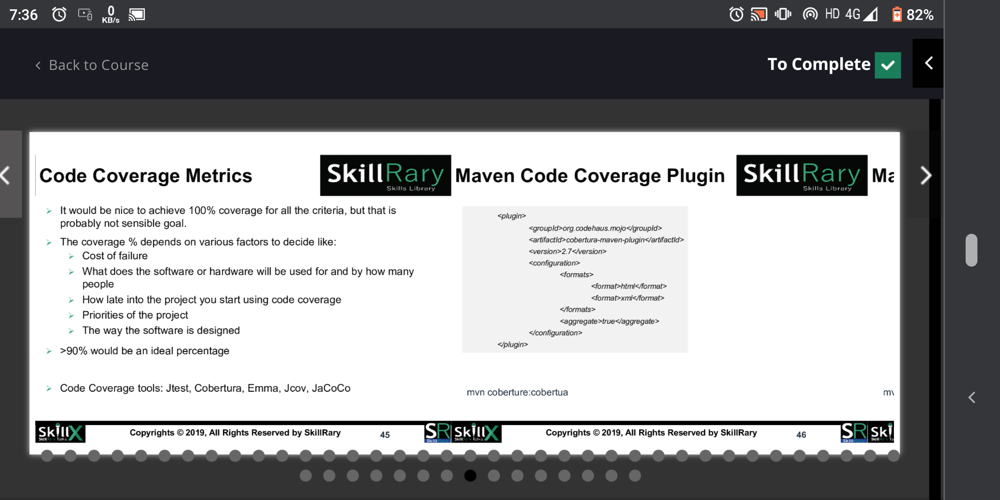 7:36 0 KB/s HD 4G 82%
Back to Course
To Complete
Code Coverage Metrics
SkillRary
Skills Library
It would be nice to achieve 100% coverage for all the criteria, but that is
probably not sensible goal.
The coverage % depends on various factors to decide like:
Cost of failure
What does the software or hardware will be used for and by how many
people
How late into the project you start using code coverage
Priorities of the project
The way the software is designed
>90% would be an ideal percentage
Code Coverage tools: Jtest, Cobertura, Emma, Jcov, JaCoCo
SkillX
SkillRary Talks
Copyrights © 2019, All Rights Reserved by SkillRary
45
SR
SkillRary
Maven Code Coverage Plugin
SkillRary
Skills Library
<plugin>
<groupId>org.codehaus.mojo</groupId>
<artifactId>cobertura-maven-plugin</artifactId>
<version>2.7</version>
<configuration>
<formats>
<format>html</format>
<format>xml</format>
</formats>
<aggregate>true</aggregate>
</configuration>
</plugin>
mvn coberture:cobertua
SkillX
SkillRary Talks
Copyrights © 2019, All Rights Reserved by SkillRary
46
SR
SkillRary
Ma
mv
Ski